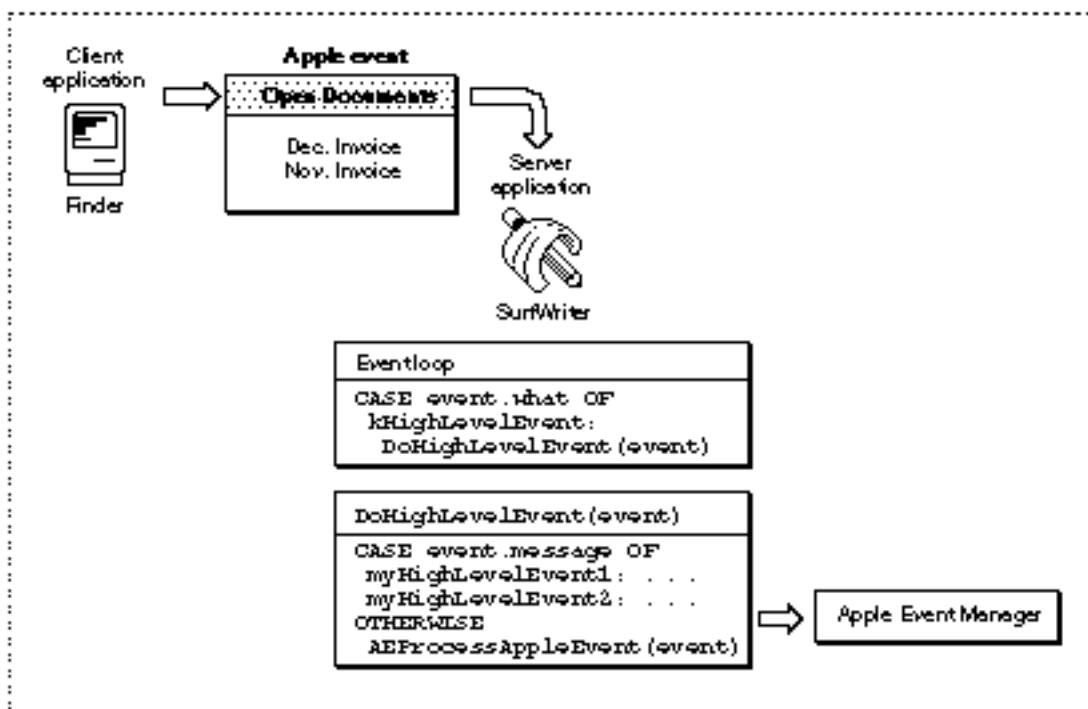 Client
application
Finder
Apple event
Open Documents
Dec. Invoice
Nov. Invoice
Server
application
SurfWriter
Eventloop
CASE event.what OF
kHighLevelEvent:
DoHighLevelEvent(event)
DoHighLevelEvent(event)
CASE event.message OF
myHighLevelEvent1: . . .
myHighLevelEvent2: . . .
OTHERWISE
AEProcessAppleEvent(event)
Apple Event Manager